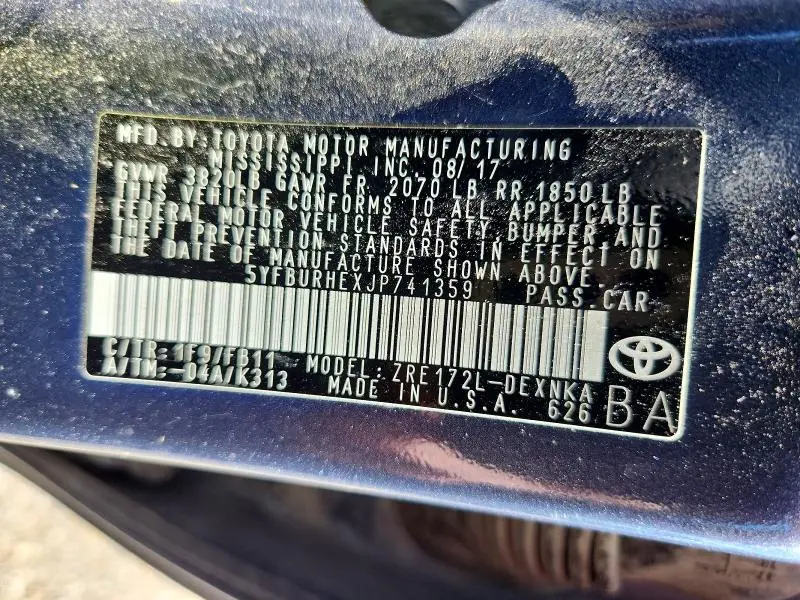 MFD. BY: TOYOTA MOTOR MANUFACTURING
MISSISSIPPI INC. 08/17
GVWR 3820LB GAWR FR. 2070 LB RR 1850 LB
THIS VEHICLE CONFORMS TO ALL APPLICABLE
FEDERAL MOTOR VEHICLE SAFETY, BUMPER AND
THEFT PREVENTION STANDARDS IN EFFECT ON
THE DATE OF MANUFACTURE SHOWN ABOVE.
5YFBURHEXJP741359 PASS. CAR
C/TR: 1F9/FB11 MODEL: ZRE172L-DEXNKA
A/TM: -04A/K313 MADE IN U.S.A. 626 BA